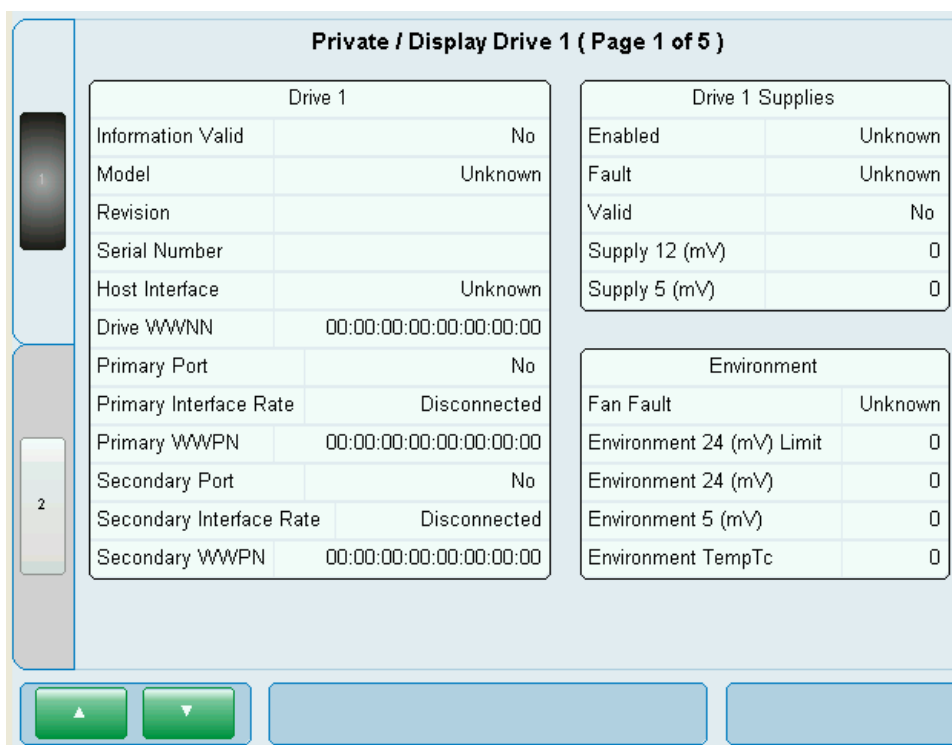 Private / Display Drive 1 ( Page 1 of 5 )
1
2
Drive 1
Information Valid No
Model Unknown
Revision
Serial Number
Host Interface Unknown
Drive WWNN 00:00:00:00:00:00:00:00
Primary Port No
Primary Interface Rate Disconnected
Primary WWPN 00:00:00:00:00:00:00:00
Secondary Port No
Secondary Interface Rate Disconnected
Secondary WWPN 00:00:00:00:00:00:00:00
Drive 1 Supplies
Enabled Unknown
Fault Unknown
Valid No
Supply 12 (mV) 0
Supply 5 (mV) 0
Environment
Fan Fault Unknown
Environment 24 (mV) Limit 0
Environment 24 (mV) 0
Environment 5 (mV) 0
Environment TempTc 0